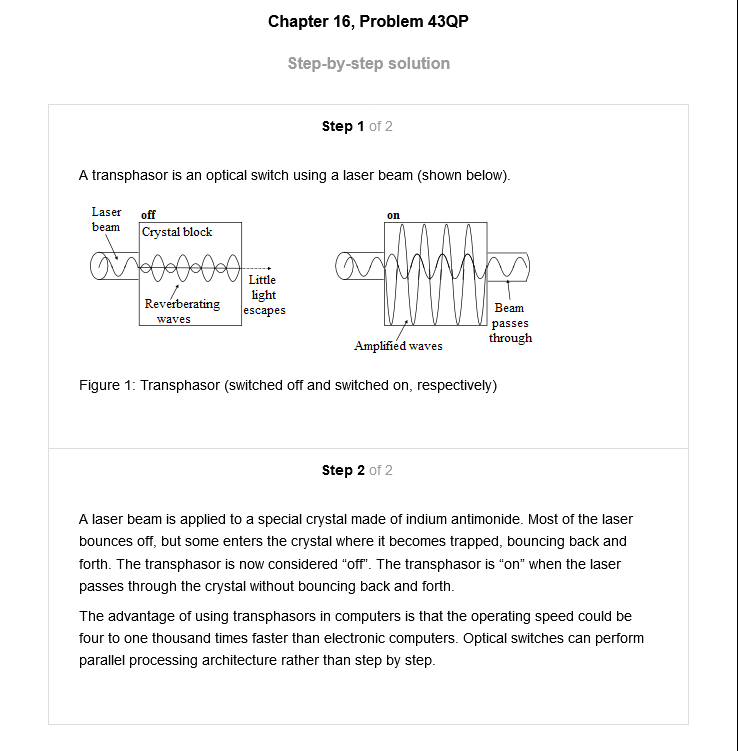 Chapter 16, Problem 43QP
Step-by-step solution
Step 1 of 2
A transphasor is an optical switch using a laser beam (shown below).
Laser
beam
off
Crystal block
Reverberating
waves
Little
light
escapes
on
Amplified waves
Beam
passes
through
Figure 1: Transphasor (switched off and switched on, respectively)
Step 2 of 2
A laser beam is applied to a special crystal made of indium antimonide. Most of the laser
bounces off, but some enters the crystal where it becomes trapped, bouncing back and
forth. The transphasor is now considered “off”. The transphasor is “on” when the laser
passes through the crystal without bouncing back and forth.
The advantage of using transphasors in computers is that the operating speed could be
four to one thousand times faster than electronic computers. Optical switches can perform
parallel processing architecture rather than step by step.